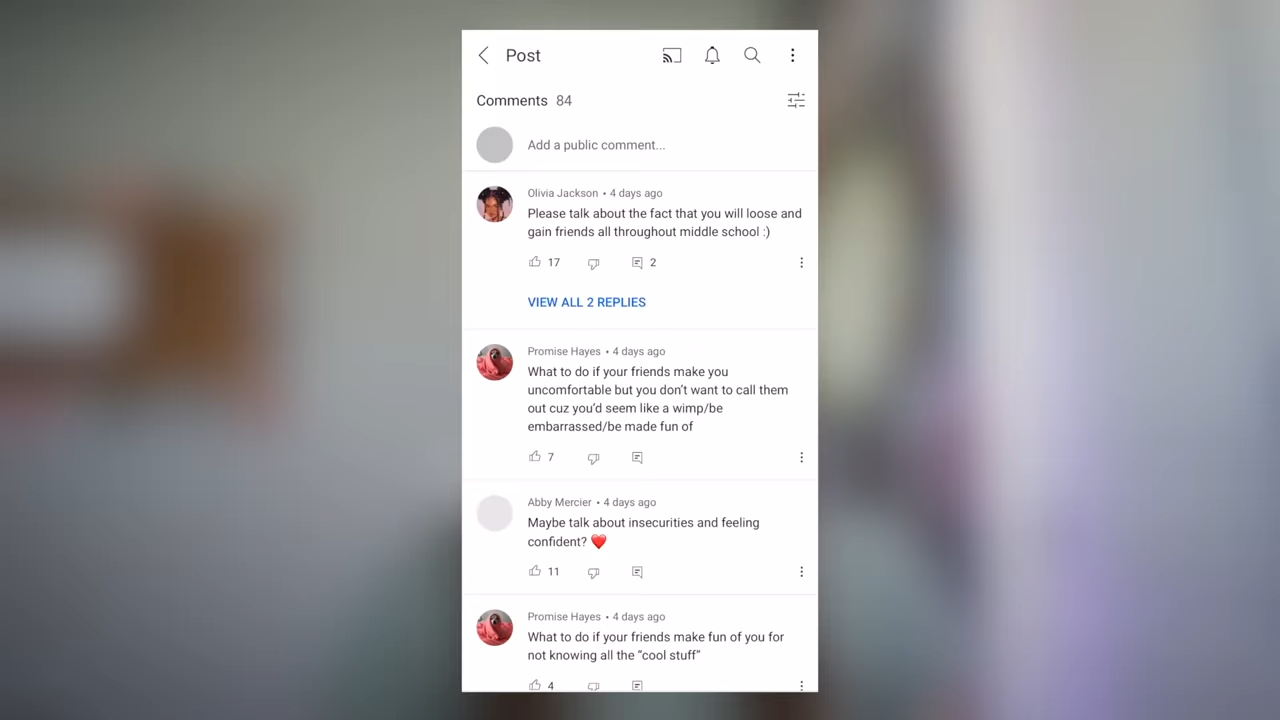 Post
Comments 84
Add a public comment...
Olivia Jackson • 4 days ago
Please talk about the fact that you will loose and
gain friends all throughout middle school :)
17 2
VIEW ALL 2 REPLIES
Promise Hayes • 4 days ago
What to do if your friends make you
uncomfortable but you don’t want to call them
out cuz you’d seem like a wimp/be
embarrassed/be made fun of
7
Abby Mercier • 4 days ago
Maybe talk about insecurities and feeling
confident? ❤️
11
Promise Hayes • 4 days ago
What to do if your friends make fun of you for
not knowing all the “cool stuff”
4